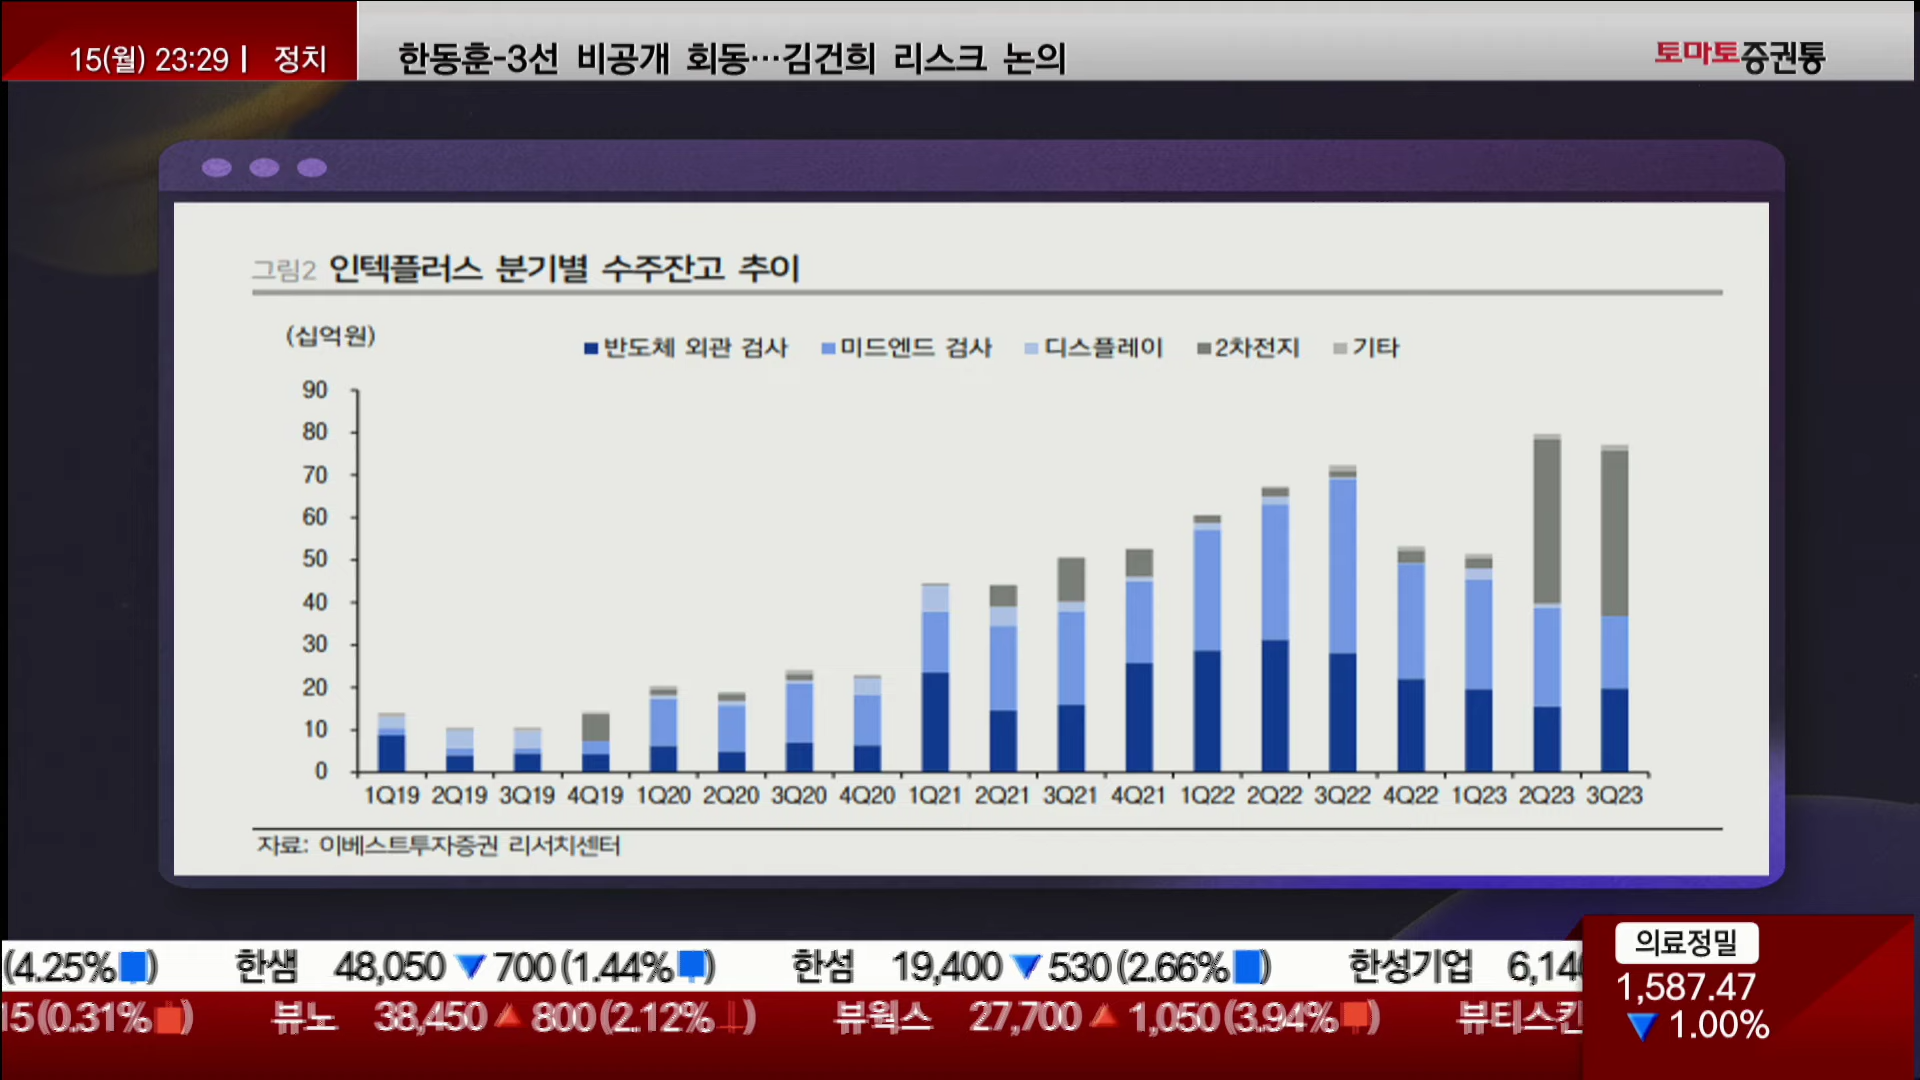 15(월) 23:29 | 정치
한동훈-3선 비공개 회동…김건희 리스크 논의
토마토증권통
그림2 인텍플러스 분기별 수주잔고 추이
(십억원)
반도체 외관 검사 미드엔드 검사 디스플레이 2차전지 기타
90
80
70
60
50
40
30
20
10
0
1Q19 2Q19 3Q19 4Q19 1Q20 2Q20 3Q20 4Q20 1Q21 2Q21 3Q21 4Q21 1Q22 2Q22 3Q22 4Q22 1Q23 2Q23 3Q23
자료: 이베스트투자증권 리서치센터
(4.25% ) 한샘 48,050 ▼ 700 (1.44% ) 한섬 19,400 ▼ 530 (2.66% ) 한성기업
15(0.31% ) 뷰노 38,450 ▲ 800 (2.12% ) 뷰웍스 27,700 ▲ 1,050 (3.94% ) 뷰티스킨
의료정밀
1,587.47
▼ 1.00%